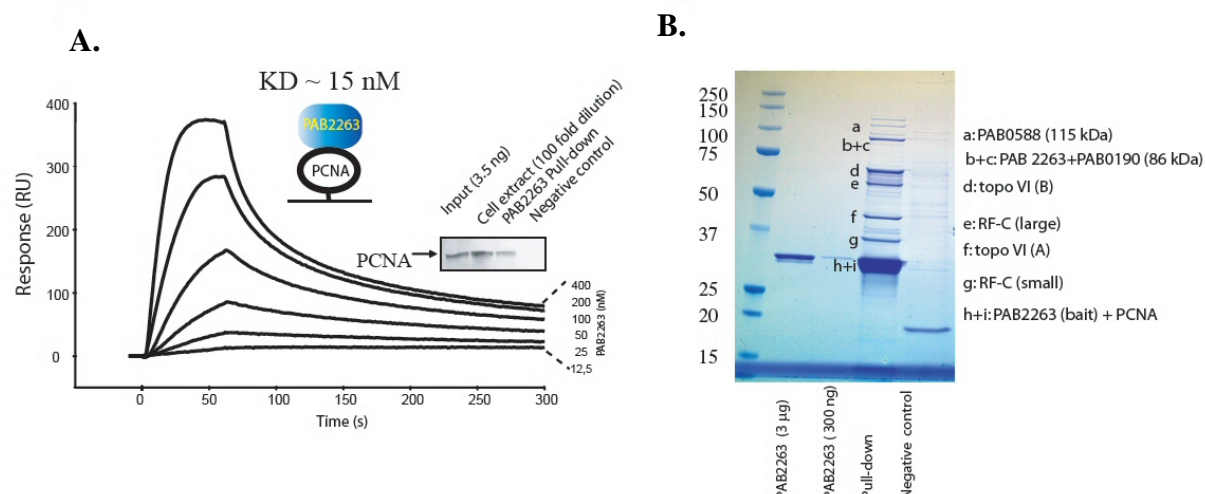 A.
KD ~ 15 nM
PAB2263
PCNA
400
300
200
100
0
Response (RU)
0
50
100
150
200
250
300
Time (s)
Input (3.5 ng)
Cell extract (100 fold dilution)
PAB2263 Pull-down
Negative control
PCNA
400
200
100
50
25
12,5
PAB2263 (nM)
B.
250
150
100
75
50
37
25
20
15
a
b+c
d
e
f
g
h+i
a: PAB0588 (115 kDa)
b+c: PAB 2263+PAB0190 (86 kDa)
d: topo VI (B)
e: RF-C (large)
f: topo VI (A)
g: RF-C (small)
h+i: PAB2263 (bait) + PCNA
PAB2263 (3 µg)
PAB2263 (300 ng)
Pull-down
Negative control